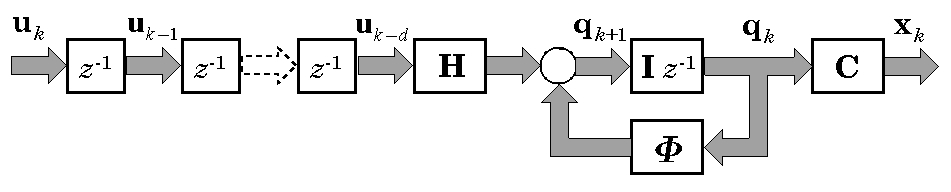 u_k
z⁻¹
u_{k-1}
z⁻¹
z⁻¹
u_{k-d}
H
q_{k+1}
I z⁻¹
q_k
C
x_k
Φ